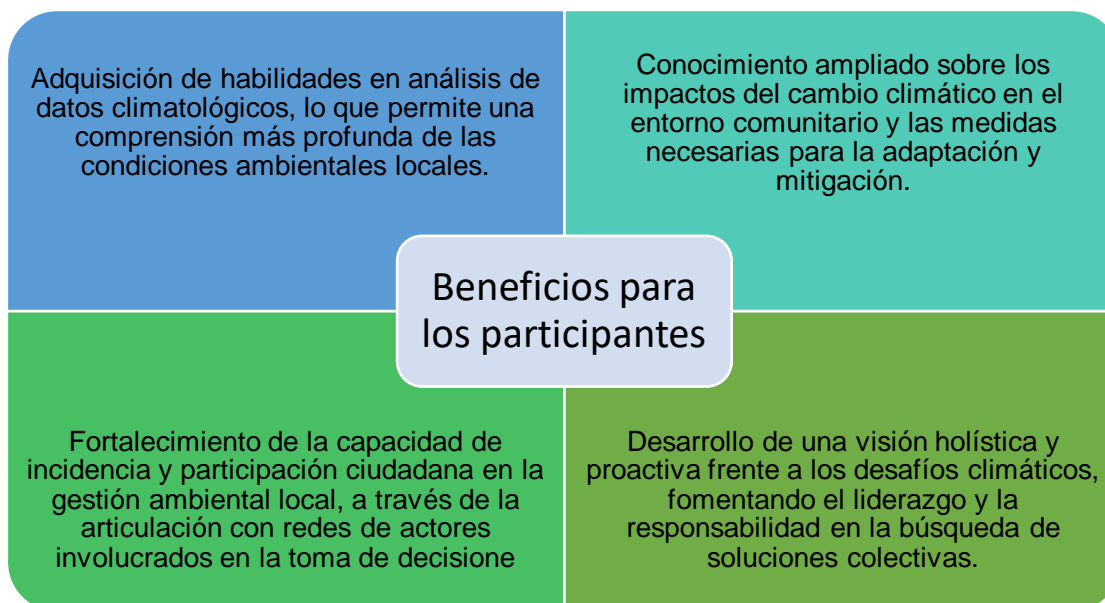 Adquisición de habilidades en análisis de
datos climatológicos, lo que permite una
comprensión más profunda de las
condiciones ambientales locales.
Conocimiento ampliado sobre los
impactos del cambio climático en el
entorno comunitario y las medidas
necesarias para la adaptación y
mitigación.
Beneficios para
los participantes
Fortalecimiento de la capacidad de
incidencia y participación ciudadana en la
gestión ambiental local, a través de la
articulación con redes de actores
involucrados en la toma de decisione
Desarrollo de una visión holística y
proactiva frente a los desafíos climáticos,
fomentando el liderazgo y la
responsabilidad en la búsqueda de
soluciones colectivas.